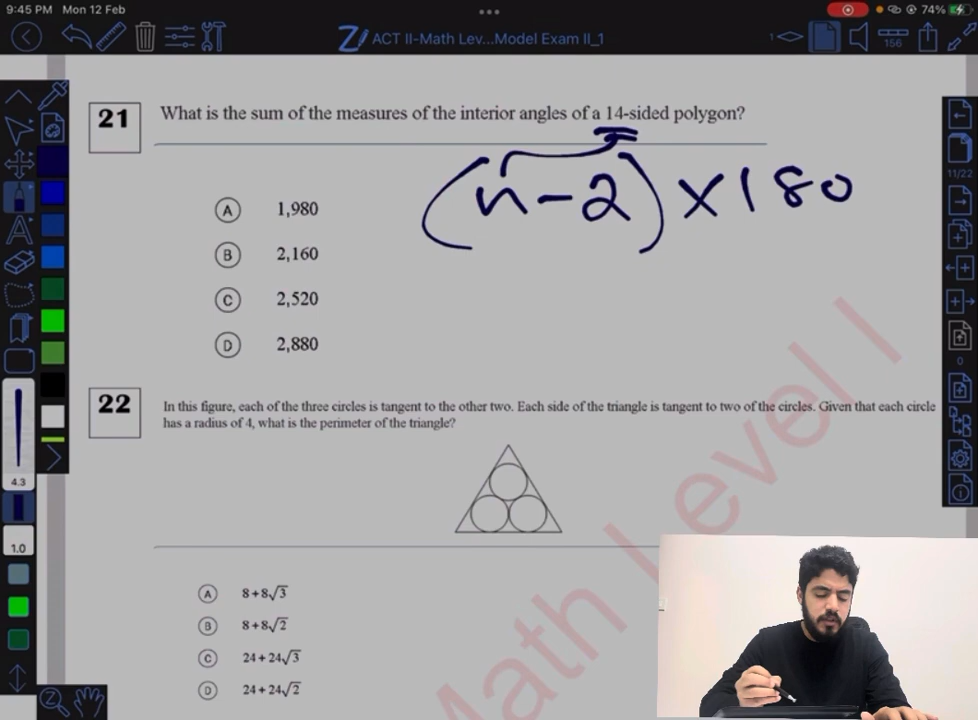 9:45 PM Mon 12 Feb
74%
ACT II-Math Lev...Model Exam II_1
1
156
21 What is the sum of the measures of the interior angles of a 14-sided polygon?
(n-2) × 180
A 1,980
B 2,160
C 2,520
D 2,880
22 In this figure, each of the three circles is tangent to the other two. Each side of the triangle is tangent to two of the circles. Given that each circle
has a radius of 4, what is the perimeter of the triangle?
A 8+8√3
B 8+8√2
C 24+24√3
D 24+24√2
Math Level I
4.3
1.0
11/22
0